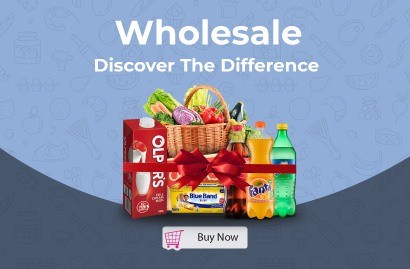 Wholesale
Discover The Difference
OLPERS
Blue Band
Fanta
Buy Now